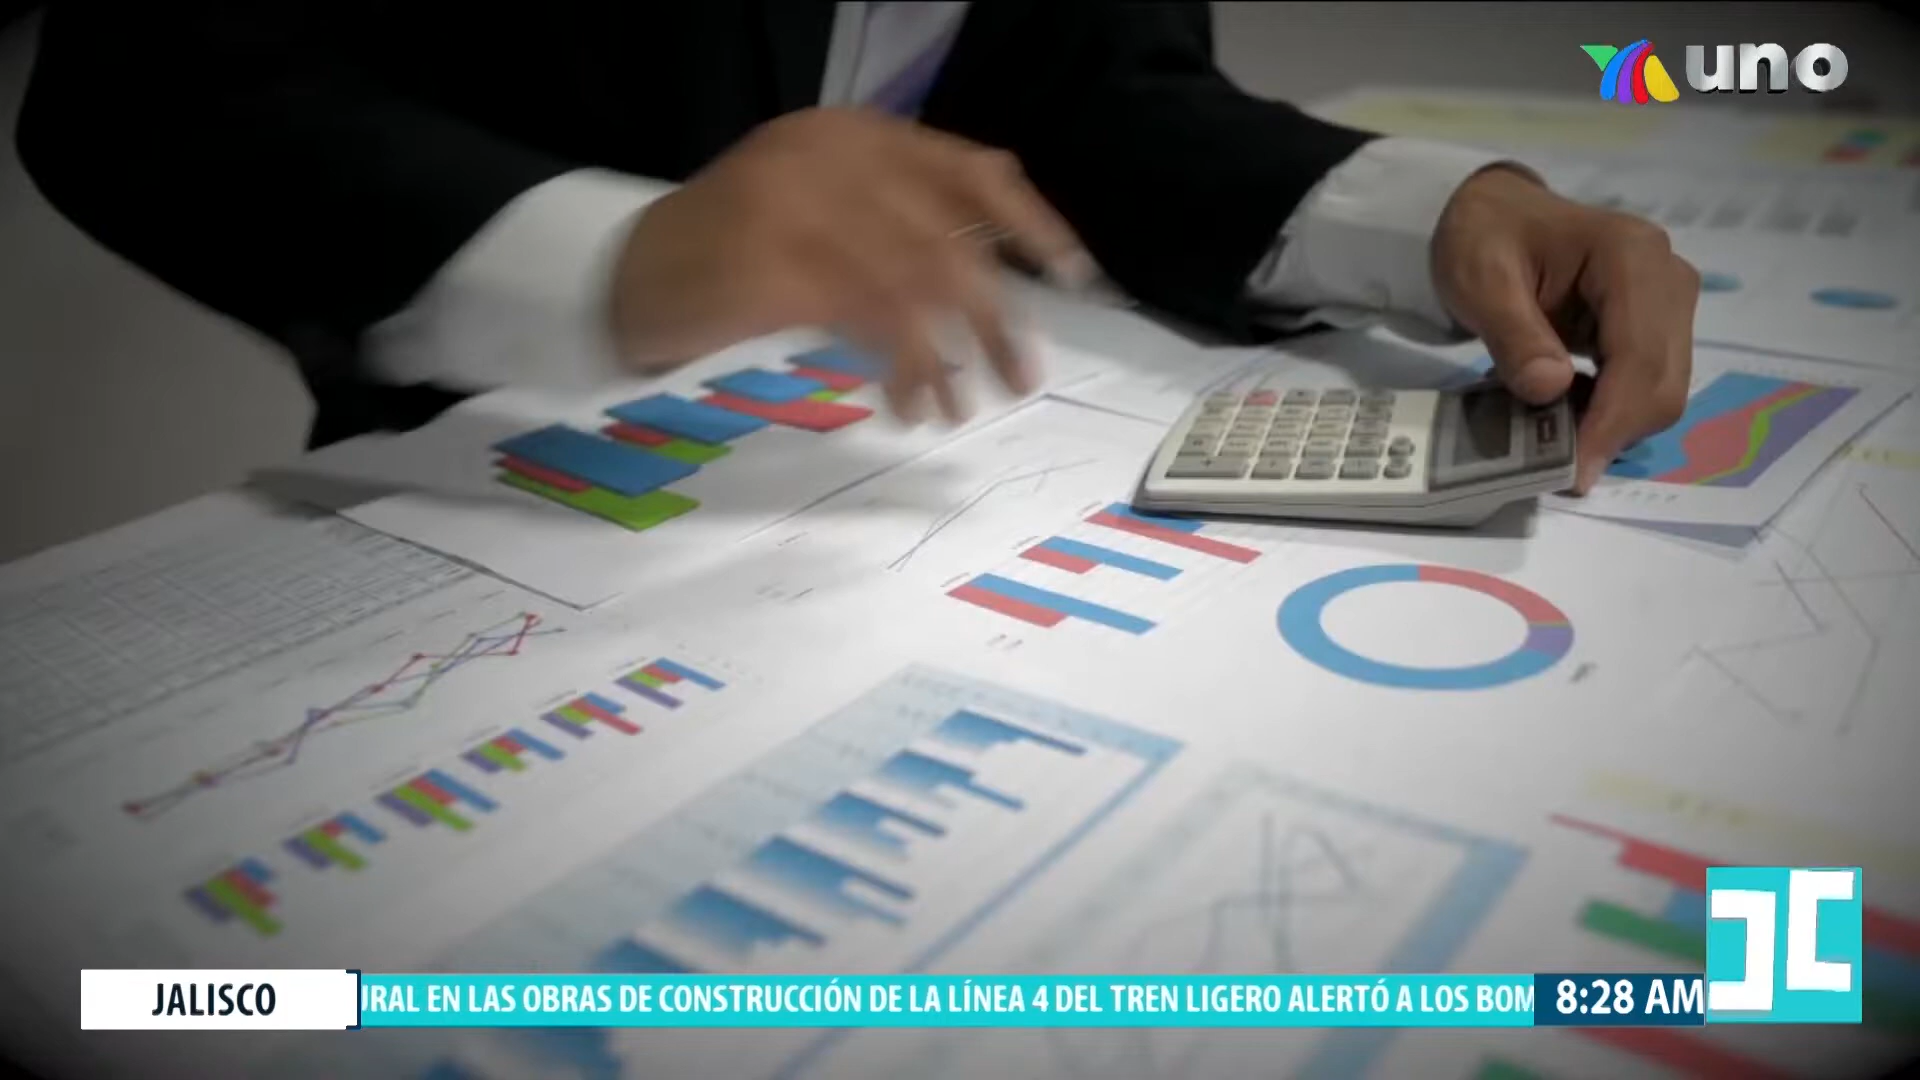 uno
JALISCO
URAL EN LAS OBRAS DE CONSTRUCCIÓN DE LA LÍNEA 4 DEL TREN LIGERO ALERTÓ A LOS BOM
8:28 AM